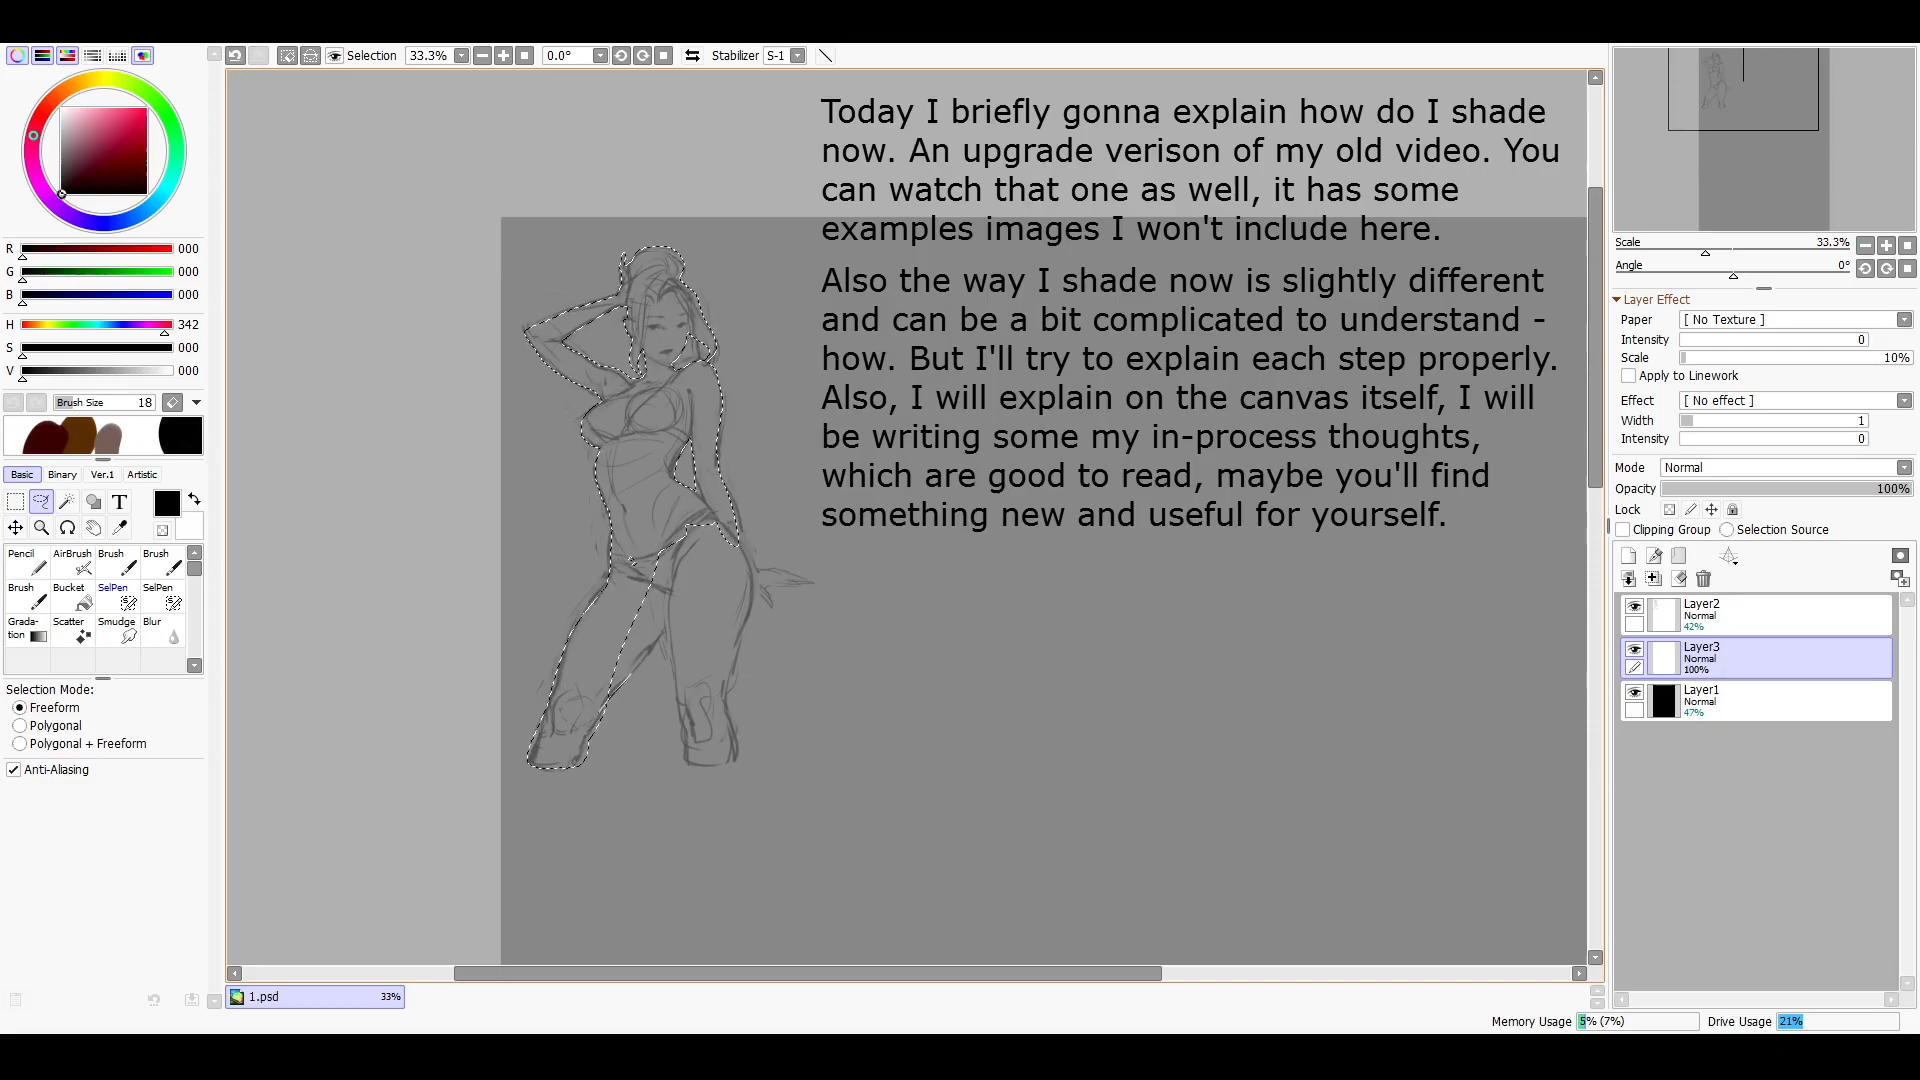 Selection 33.3% 0.0° Stabilizer S-1
Today I briefly gonna explain how do I shade
now. An upgrade verison of my old video. You
can watch that one as well, it has some
examples images I won't include here.
Also the way I shade now is slightly different
and can be a bit complicated to understand -
how. But I'll try to explain each step properly.
Also, I will explain on the canvas itself, I will
be writing some my in-process thoughts,
which are good to read, maybe you'll find
something new and useful for yourself.
R 000
G 000
B 000
H 342
S 000
V 000
Brush Size 18
Basic Binary Ver.1 Artistic
T
Pencil AirBrush Brush Brush
Brush Bucket SelPen SelPen
Grada-
tion Scatter Smudge Blur
Selection Mode:
Freeform
Polygonal
Polygonal + Freeform
Anti-Aliasing
1.psd 33%
Scale 33.3%
Angle 0°
Layer Effect
Paper [ No Texture ]
Intensity 0
Scale 10%
Apply to Linework
Effect [ No effect ]
Width 1
Intensity 0
Mode Normal
Opacity 100%
Lock
Clipping Group Selection Source
Layer2
Normal
42%
Layer3
Normal
100%
Layer1
Normal
47%
Memory Usage 5% (7%) Drive Usage 21%